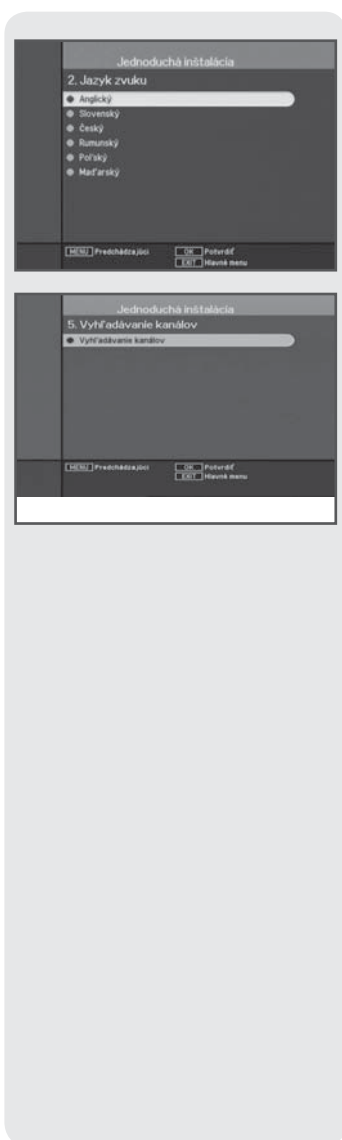 Jednoduchá inštalácia
2. Jazyk zvuku
Anglický
Slovenský
Český
Rumunský
Poľský
Maďarský
MENU Predchádzajúci OK Potvrdiť
EXIT Hlavné menu
Jednoduchá inštalácia
5. Vyhľadávanie kanálov
Vyhľadávanie kanálov
MENU Predchádzajúci OK Potvrdiť
EXIT Hlavné menu